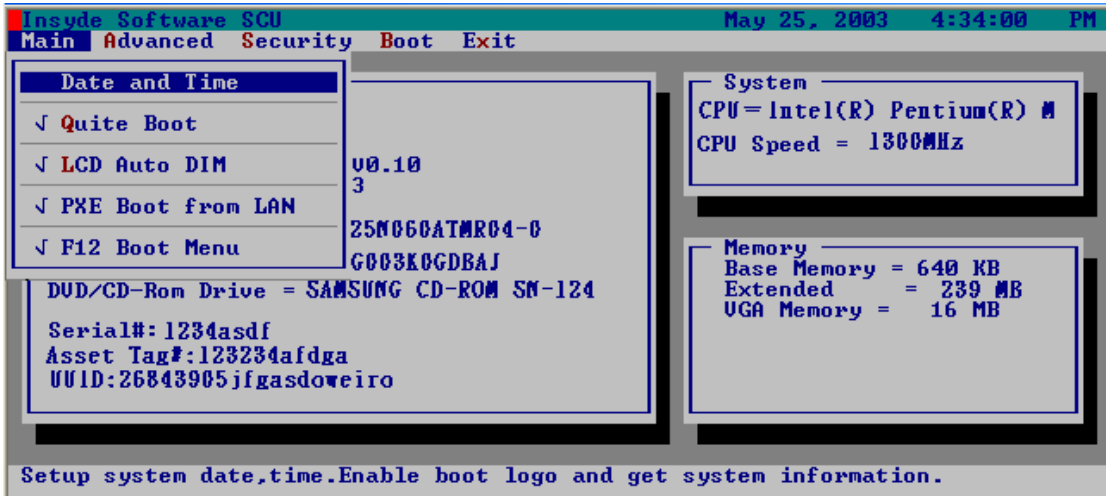 Insyde Software SCU May 25, 2003 4:34:00 PM
Main Advanced Security Boot Exit
Date and Time
√ Quite Boot
√ LCD Auto DIM
√ PXE Boot from LAN
√ F12 Boot Menu
v0.10
3
25N060ATMR04-0
G003K0GDBAJ
DVD/CD-Rom Drive = SAMSUNG CD-ROM SN-124
Serial#:1234asdf
Asset Tag#:123234afdga
UUID:26843905jfgasdoweiro
System
CPU=Intel(R) Pentium(R) M
CPU Speed = 1300MHz
Memory
Base Memory = 640 KB
Extended = 239 MB
VGA Memory = 16 MB
Setup system date,time.Enable boot logo and get system information.